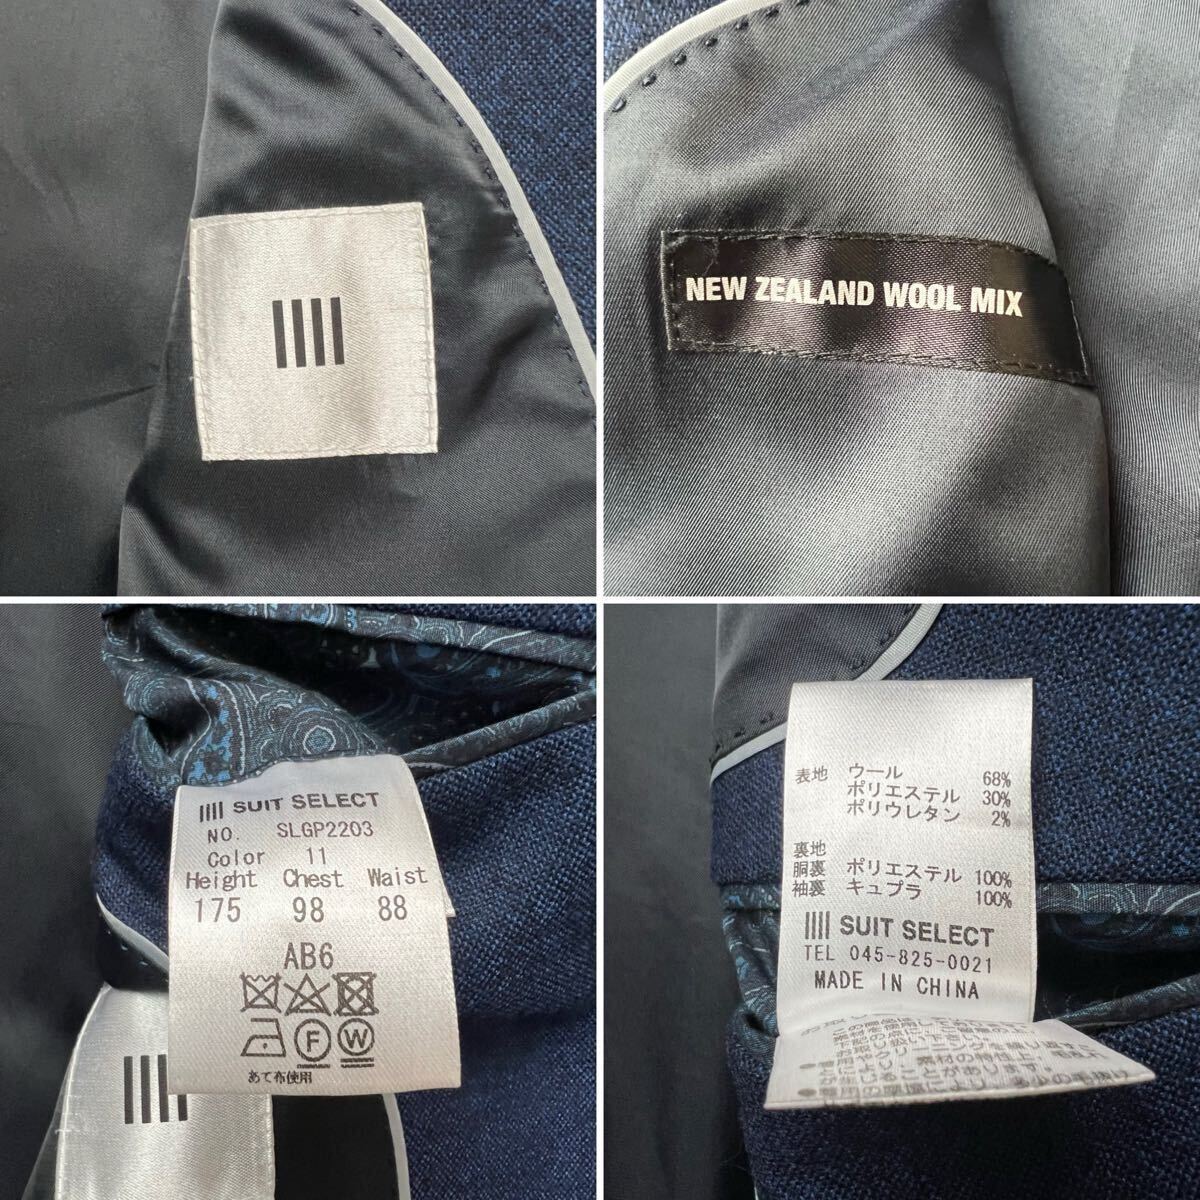 NEW ZEALAND WOOL MIX
SUIT SELECT
NO. SLGP2203
Color 11
Height Chest Waist
175 98 88
AB6
F W
あて布使用
表地 ウール 68%
ポリエステル 30%
ポリウレタン 2%
裏地
胴裏 ポリエステル 100%
袖裏 キュプラ 100%
SUIT SELECT
TEL 045-825-0021
MADE IN CHINA